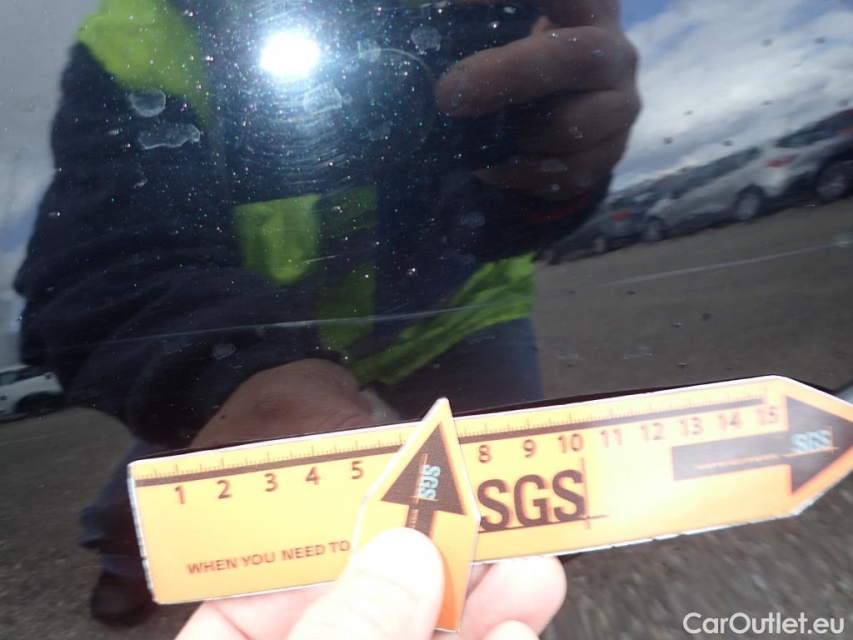 1 2 3 4 5 8 9 10 11 12 13 14 15
SGS
SGS
SGS
WHEN YOU NEED TO
CarOutlet.eu